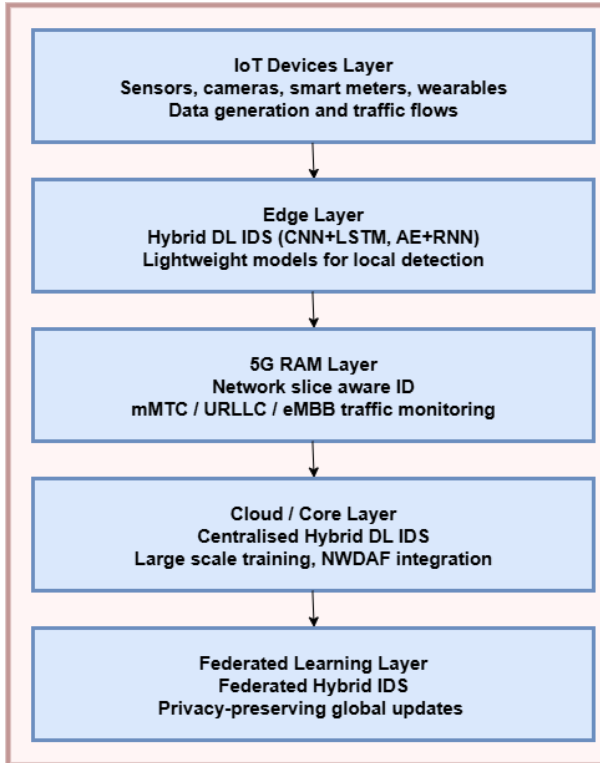 IoT Devices Layer
Sensors, cameras, smart meters, wearables
Data generation and traffic flows
Edge Layer
Hybrid DL IDS (CNN+LSTM, AE+RNN)
Lightweight models for local detection
5G RAM Layer
Network slice aware ID
mMTC / URLLC / eMBB traffic monitoring
Cloud / Core Layer
Centralised Hybrid DL IDS
Large scale training, NWDAF integration
Federated Learning Layer
Federated Hybrid IDS
Privacy-preserving global updates